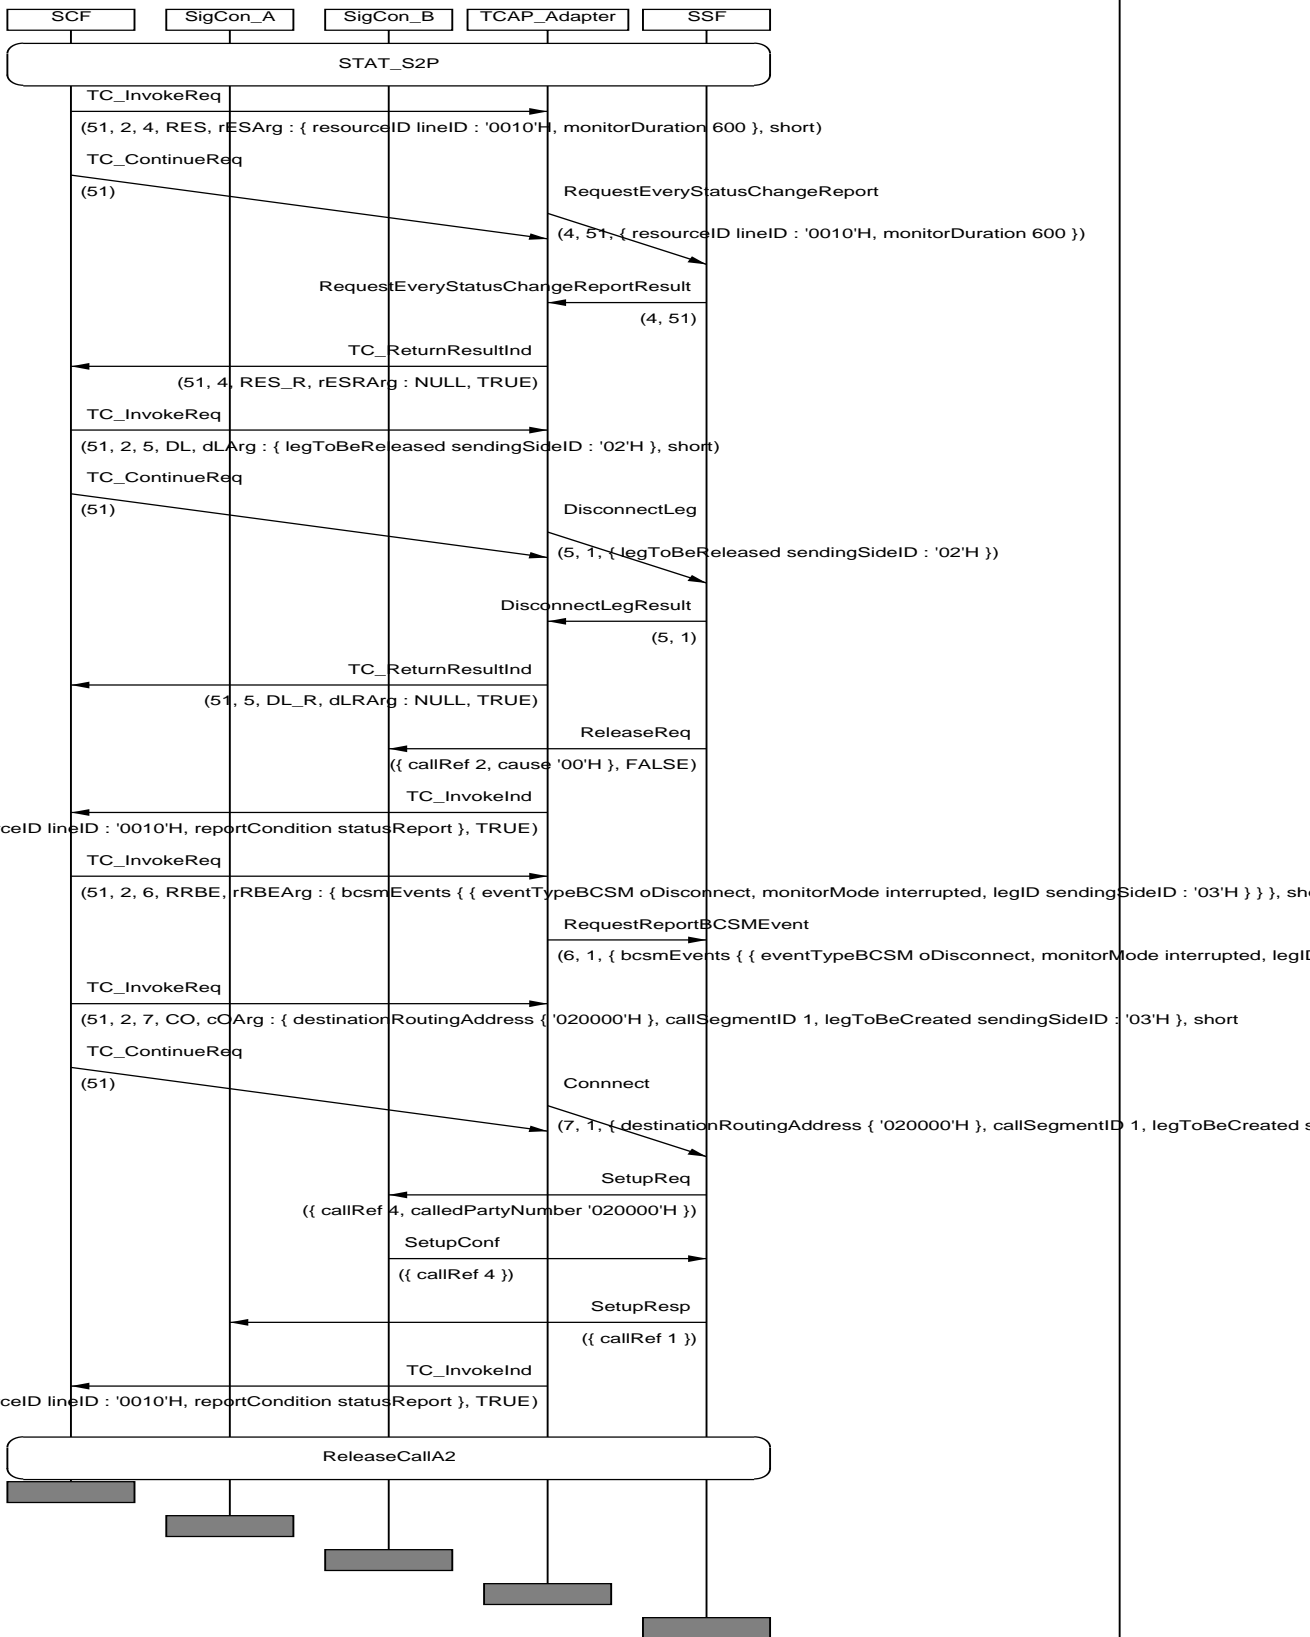 SCF SigCon_A SigCon_B TCAP_Adapter SSF
STAT_S2P
TC_InvokeReq
(51, 2, 4, RES, rESArg : { resourceID lineID : '0010'H, monitorDuration 600 }, short)
TC_ContinueReq
(51)
RequestEveryStatusChangeReport
(4, 51, { resourceID lineID : '0010'H, monitorDuration 600 })
RequestEveryStatusChangeReportResult
(4, 51)
TC_ReturnResultInd
(51, 4, RES_R, rESRArg : NULL, TRUE)
TC_InvokeReq
(51, 2, 5, DL, dLArg : { legToBeReleased sendingSideID : '02'H }, short)
TC_ContinueReq
(51)
DisconnectLeg
(5, 1, { legToBeReleased sendingSideID : '02'H })
DisconnectLegResult
(5, 1)
TC_ReturnResultInd
(51, 5, DL_R, dLRArg : NULL, TRUE)
ReleaseReq
({ callRef 2, cause '00'H }, FALSE)
TC_InvokeInd
ceID lineID : '0010'H, reportCondition statusReport }, TRUE)
TC_InvokeReq
(51, 2, 6, RRBE, rRBEArg : { bcsmEvents { { eventTypeBCSM oDisconnect, monitorMode interrupted, legID sendingSideID : '03'H } } },
RequestReportBCSMEvent
(6, 1, { bcsmEvents { { eventTypeBCSM oDisconnect, monitorMode interrupted,
TC_InvokeReq
(51, 2, 7, CO, cOArg : { destinationRoutingAddress { '020000'H }, callSegmentID 1, legToBeCreated sendingSideID : '03'H }, short
TC_ContinueReq
(51)
Connnect
(7, 1, { destinationRoutingAddress { '020000'H }, callSegmentID 1, legToBeCreated
SetupReq
({ callRef 4, calledPartyNumber '020000'H })
SetupConf
({ callRef 4 })
SetupResp
({ callRef 1 })
TC_InvokeInd
ceID lineID : '0010'H, reportCondition statusReport }, TRUE)
ReleaseCallA2